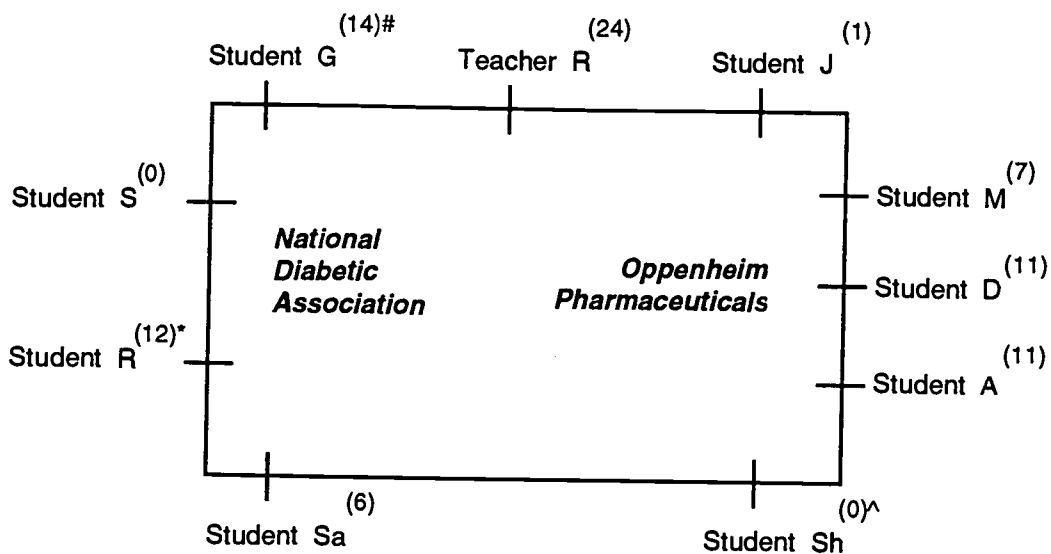 Student G (14)#
Teacher R (24)
Student J (1)
Student S (0)
Student M (7)
National
Diabetic
Association
Oppenheim
Pharmaceuticals
Student D (11)
Student R (12)*
Student A (11)
Student Sa (6)
Student Sh (0)^